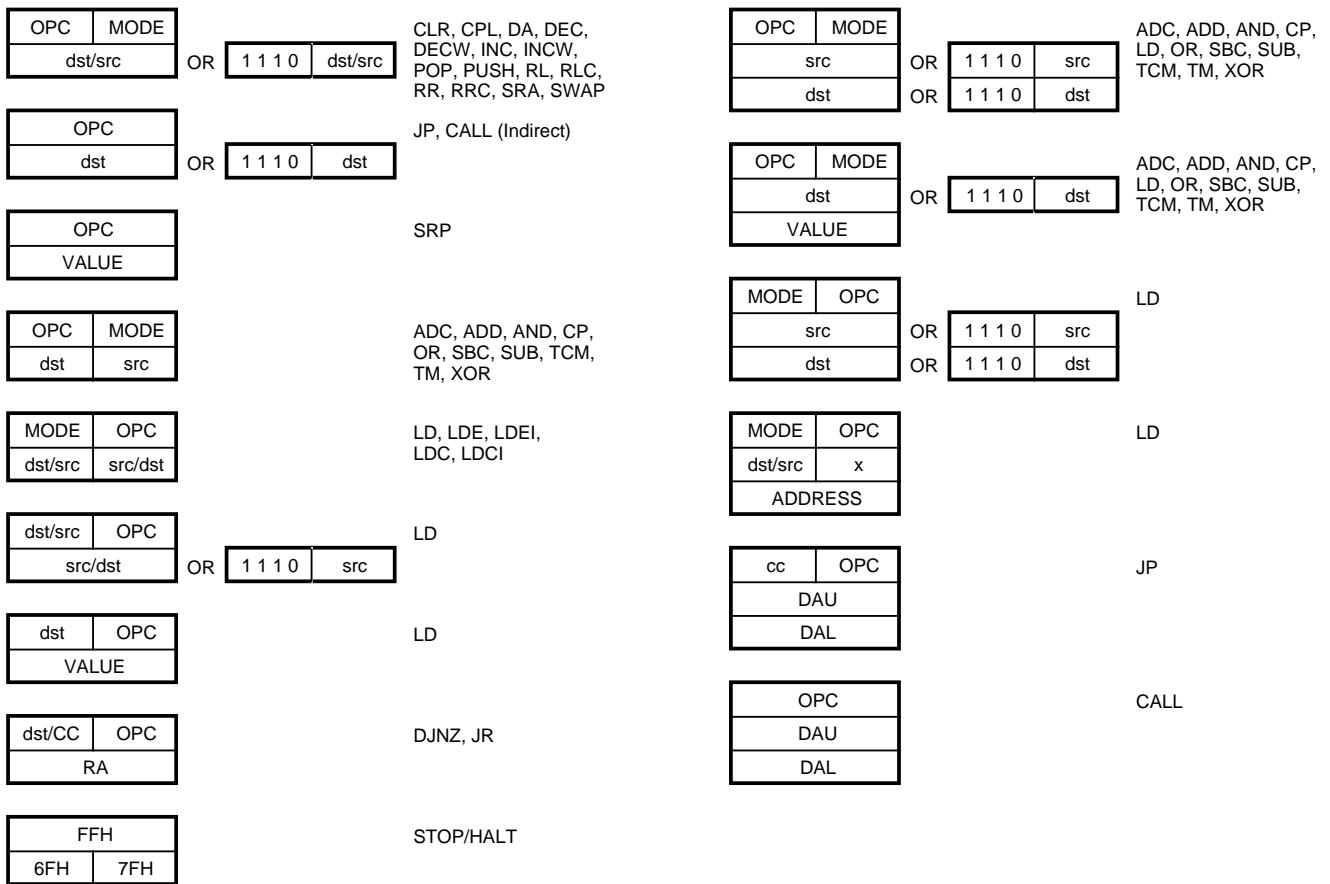 OPC MODE
dst/src OR 1 1 1 0 dst/src
CLR, CPL, DA, DEC,
DECW, INC, INCW,
POP, PUSH, RL, RLC,
RR, RRC, SRA, SWAP
OPC
dst OR 1 1 1 0 dst
JP, CALL (Indirect)
OPC
VALUE
SRP
OPC MODE
dst src
ADC, ADD, AND, CP,
OR, SBC, SUB, TCM,
TM, XOR
MODE OPC
dst/src src/dst
LD, LDE, LDEI,
LDC, LDCI
dst/src OPC
src/dst OR 1 1 1 0 src
LD
dst OPC
VALUE
LD
dst/CC OPC
RA
DJNZ, JR
FFH
6FH 7FH
STOP/HALT
OPC MODE
src OR 1 1 1 0 src
dst OR 1 1 1 0 dst
ADC, ADD, AND, CP,
LD, OR, SBC, SUB,
TCM, TM, XOR
OPC MODE
dst OR 1 1 1 0 dst
VALUE
ADC, ADD, AND, CP,
LD, OR, SBC, SUB,
TCM, TM, XOR
MODE OPC
src OR 1 1 1 0 src
dst OR 1 1 1 0 dst
LD
MODE OPC
dst/src x
ADDRESS
LD
cc OPC
DAU
DAL
JP
OPC
DAU
DAL
CALL